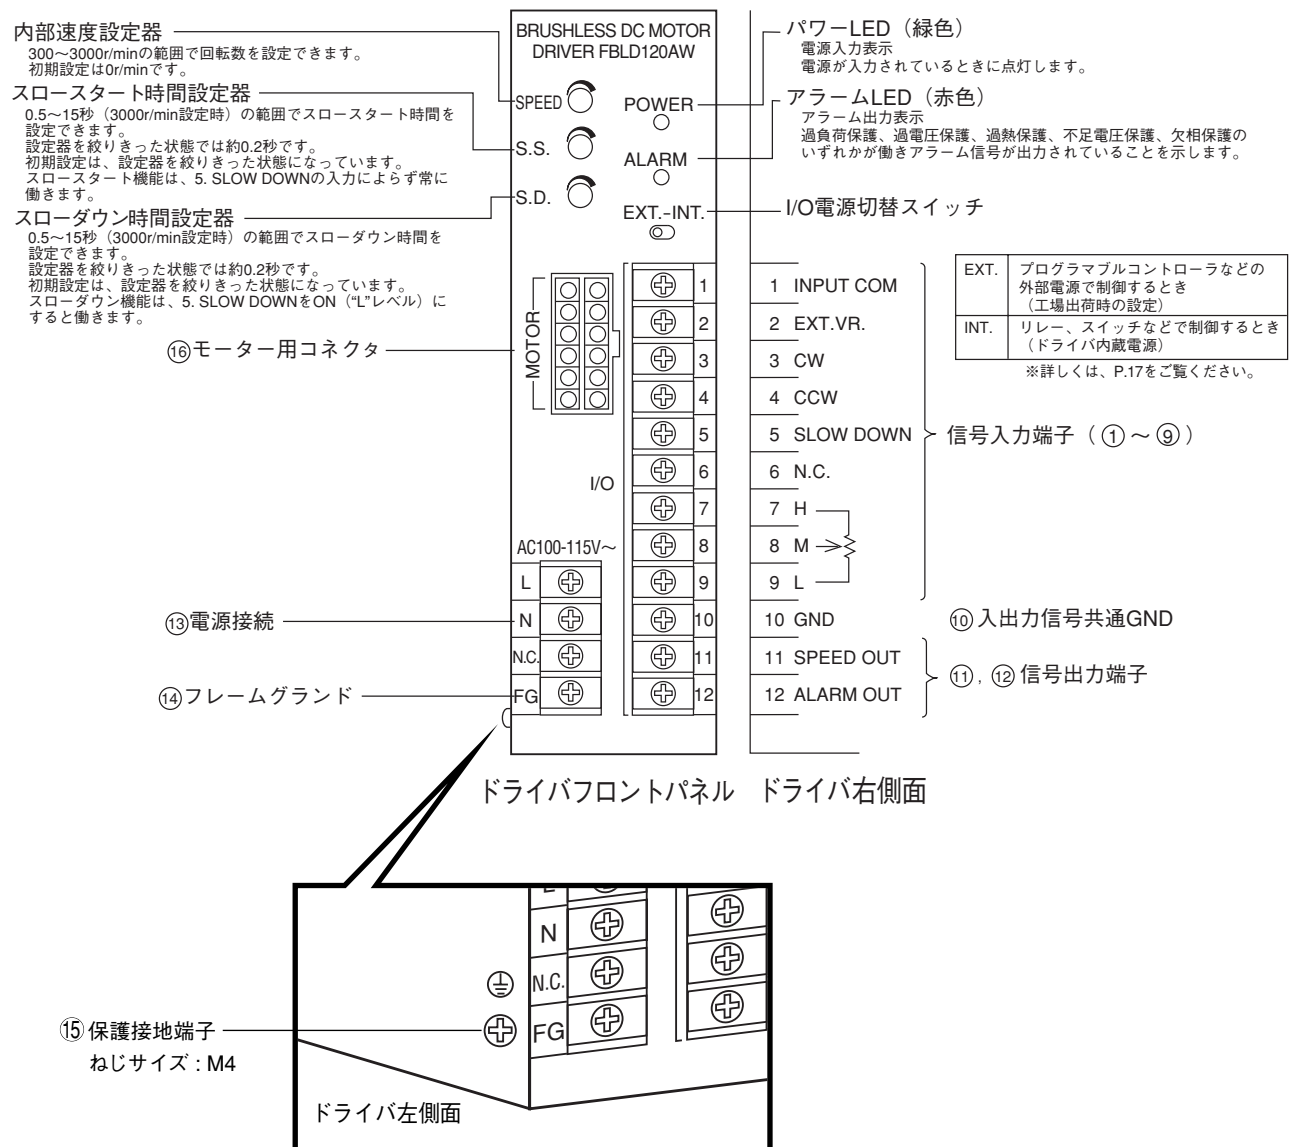 内部速度設定器
300～3000r/minの範囲で回転数を設定できます。
初期設定は0r/minです。
スロースタート時間設定器
0.5～15秒（3000r/min設定時）の範囲でスロースタート時間を
設定できます。
設定器を絞りきった状態では約0.2秒です。
初期設定は、設定器を絞りきった状態になっています。
スロースタート機能は、5. SLOW DOWNの入力によらず常に
働きます。
スローダウン時間設定器
0.5～15秒（3000r/min設定時）の範囲でスローダウン時間を
設定できます。
設定器を絞りきった状態では約0.2秒です。
初期設定は、設定器を絞りきった状態になっています。
スローダウン機能は、5. SLOW DOWNをON（“L”レベル）に
すると働きます。
⑯モーター用コネクタ
⑬電源接続
⑭フレームグランド
BRUSHLESS DC MOTOR
DRIVER FBLD120AW
SPEED
S.S.
S.D.
POWER
ALARM
EXT.-INT.
MOTOR
I/O
AC100-115V～
L
N
N.C.
FG
1
2
3
4
5
6
7
8
9
10
11
12
パワーLED（緑色）
電源入力表示
電源が入力されているときに点灯します。
アラームLED（赤色）
アラーム出力表示
過負荷保護、過電圧保護、過熱保護、不足電圧保護、欠相保護の
いずれかが働きアラーム信号が出力されていることを示します。
I/O電源切替スイッチ
1 INPUT COM
2 EXT.VR.
3 CW
4 CCW
5 SLOW DOWN
6 N.C.
7 H
8 M
9 L
10 GND
11 SPEED OUT
12 ALARM OUT
EXT. プログラマブルコントローラなどの
外部電源で制御するとき
（工場出荷時の設定）
INT. リレー、スイッチなどで制御するとき
（ドライバ内蔵電源）
※詳しくは、P.17をご覧ください。
信号入力端子（①～⑨）
⑩入出力信号共通GND
⑪, ⑫信号出力端子
ドライバフロントパネル
ドライバ右側面
L
N
N.C.
FG
⑮保護接地端子
ねじサイズ : M4
ドライバ左側面